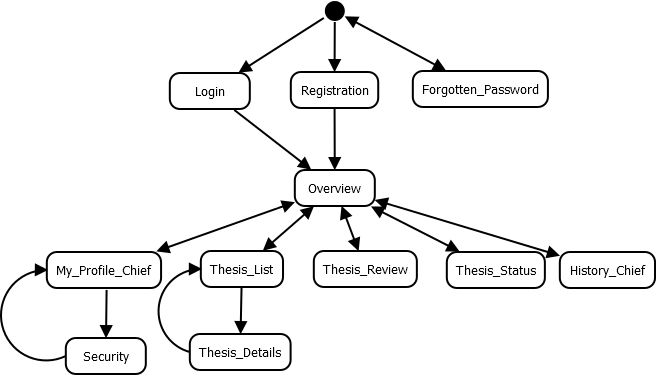 Login
Registration
Forgotten_Password
Overview
My_Profile_Chief
Thesis_List
Thesis_Review
Thesis_Status
History_Chief
Security
Thesis_Details